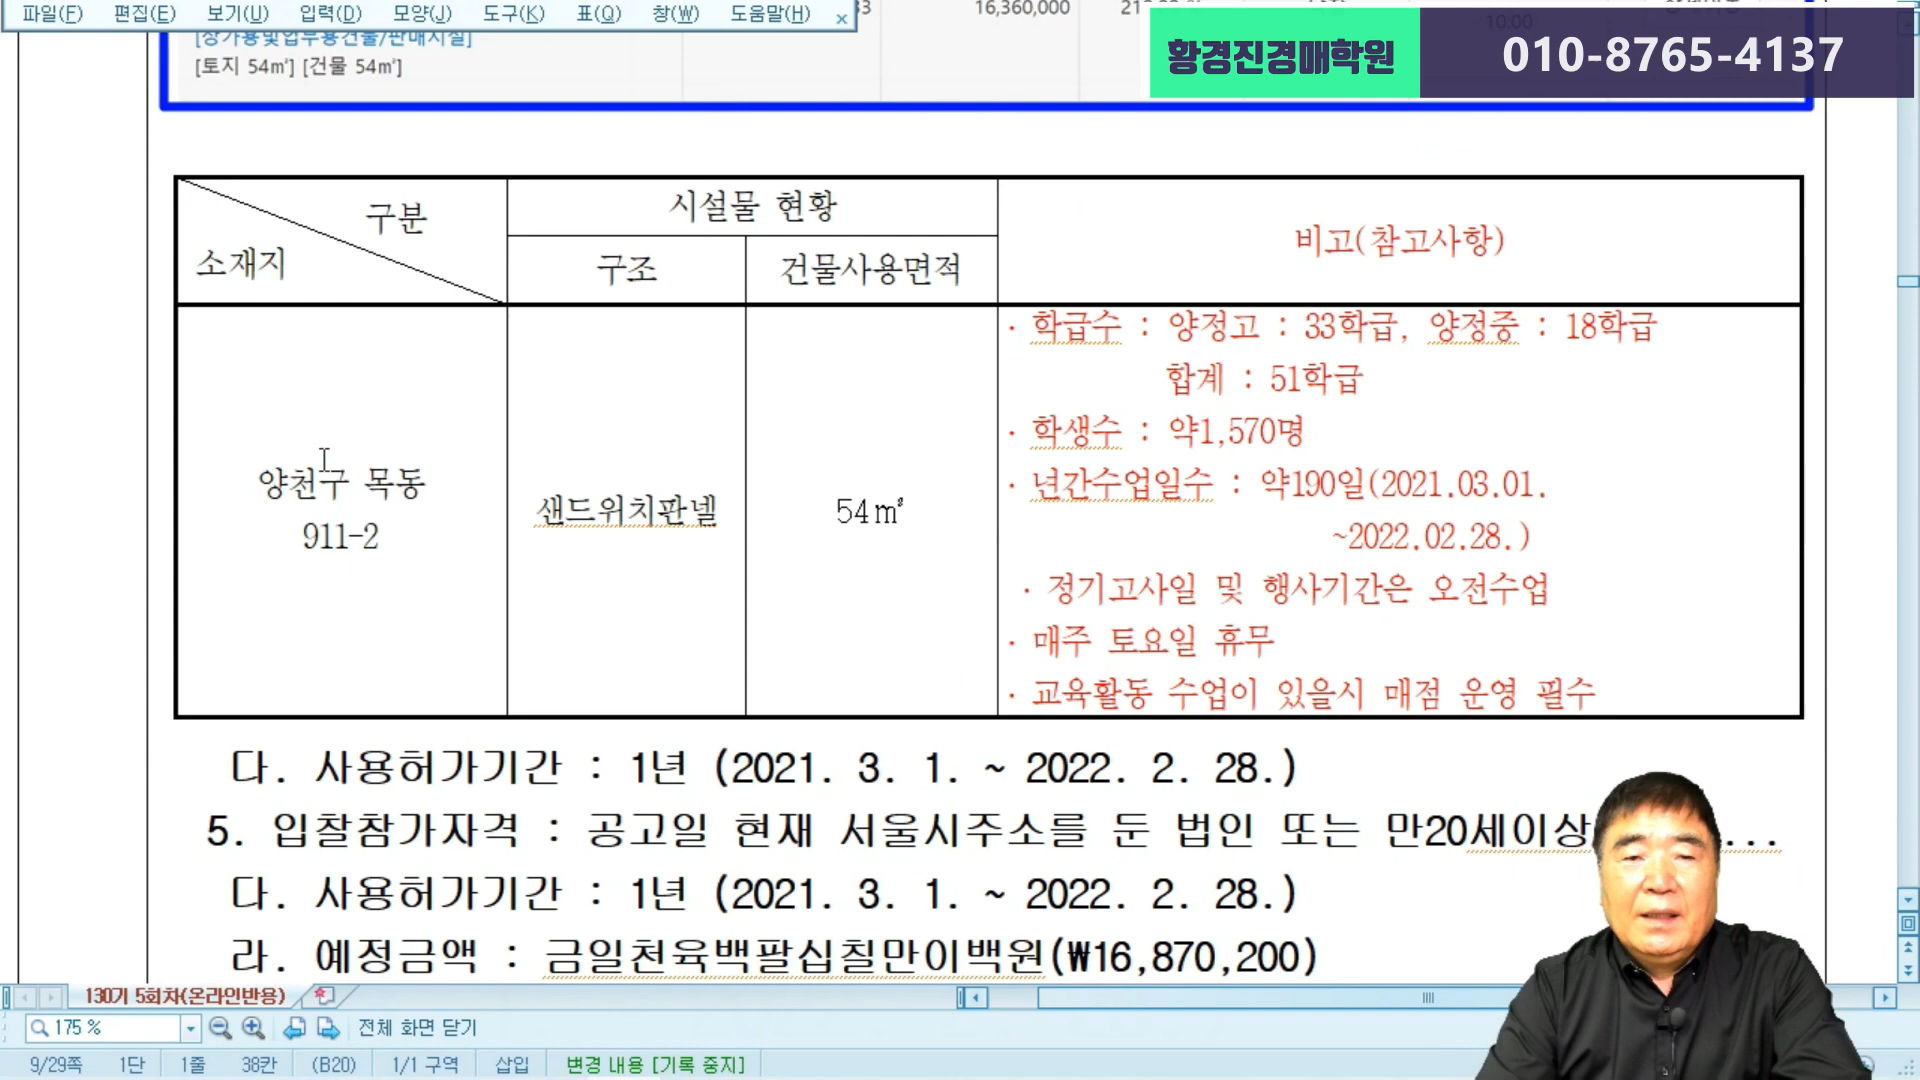 파일(F) 편집(E) 보기(U) 입력(D) 모양(J) 도구(K) 표(Q) 창(W) 도움말(H) ×
16,360,000
[상가용및업무용건물/판매시설]
[토지 54㎡] [건물 54㎡]
황경진경매학원 010-8765-4137
구분
소재지
시설물 현황
구조
건물사용면적
비고(참고사항)
양천구 목동
911-2
샌드위치판넬
54㎡
· 학급수 : 양정고 : 33학급, 양정중 : 18학급
합계 : 51학급
· 학생수 : 약1,570명
· 년간수업일수 : 약190일(2021.03.01.
~2022.02.28.)
· 정기고사일 및 행사기간은 오전수업
· 매주 토요일 휴무
· 교육활동 수업이 있을시 매점 운영 필수
다. 사용허가기간 : 1년 (2021. 3. 1. ~ 2022. 2. 28.)
5. 입찰참가자격 : 공고일 현재 서울시주소를 둔 법인 또는 만20세이상 ...
다. 사용허가기간 : 1년 (2021. 3. 1. ~ 2022. 2. 28.)
라. 예정금액 : 금일천육백팔십칠만이백원(₩16,870,200)
130기 5회차(온라인반용)
175 % 전체 화면 닫기
9/29쪽 1단 1줄 38칸 (B20) 1/1 구역 삽입 변경 내용 [기록 중지]